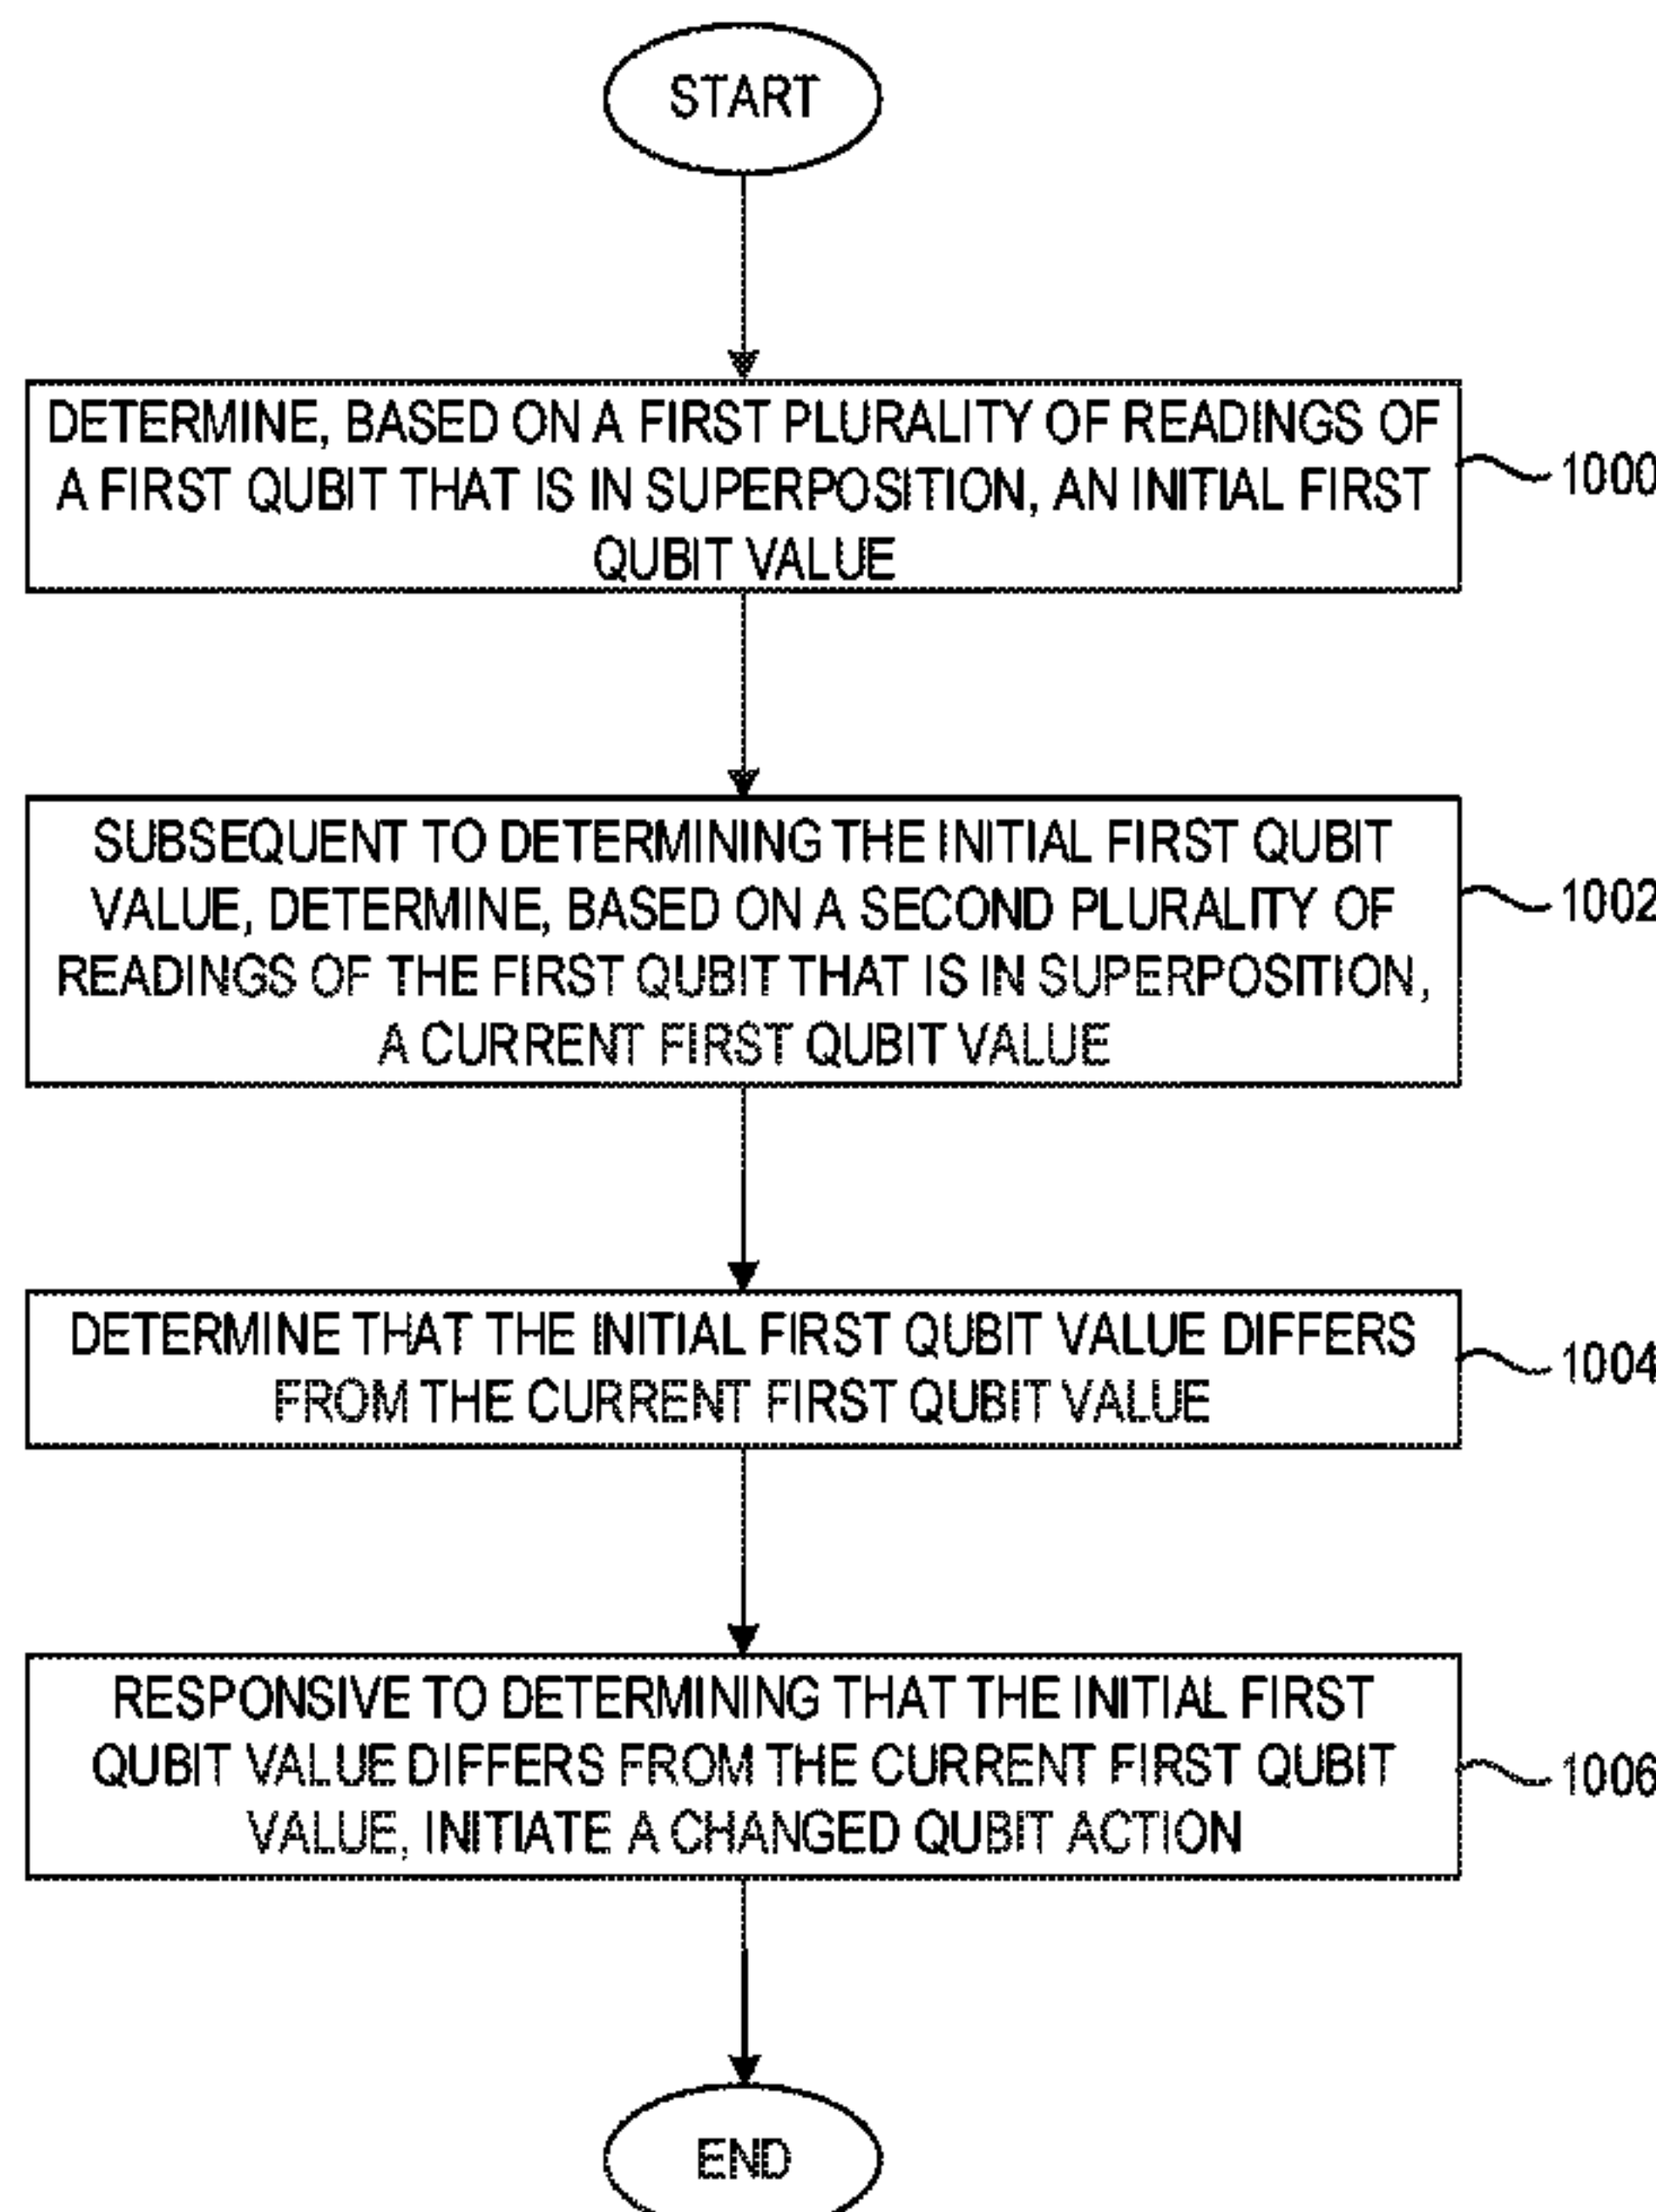 START
DETERMINE, BASED ON A FIRST PLURALITY OF READINGS OF
A FIRST QUBIT THAT IS IN SUPERPOSITION, AN INITIAL FIRST
QUBIT VALUE
1000
SUBSEQUENT TO DETERMINING THE INITIAL FIRST QUBIT
VALUE, DETERMINE, BASED ON A SECOND PLURALITY OF
READINGS OF THE FIRST QUBIT THAT IS IN SUPERPOSITION,
A CURRENT FIRST QUBIT VALUE
1002
DETERMINE THAT THE INITIAL FIRST QUBIT VALUE DIFFERS
FROM THE CURRENT FIRST QUBIT VALUE
1004
RESPONSIVE TO DETERMINING THAT THE INITIAL FIRST
QUBIT VALUE DIFFERS FROM THE CURRENT FIRST QUBIT
VALUE, INITIATE A CHANGED QUBIT ACTION
1006
END